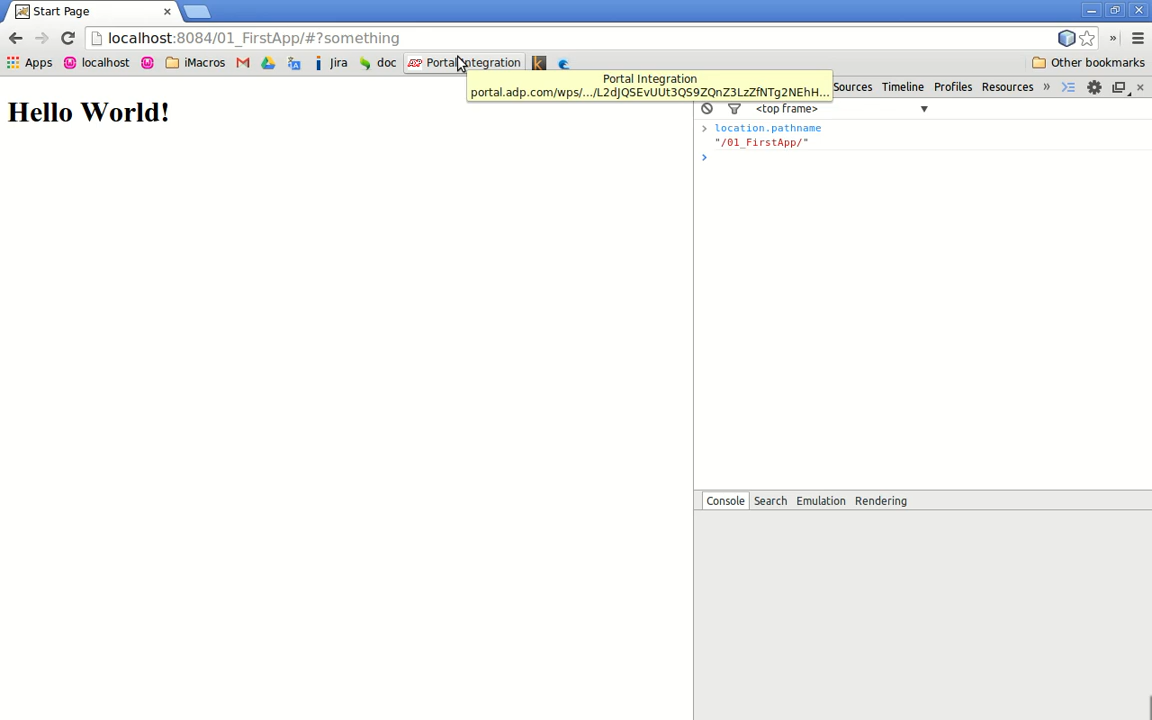 Start Page
localhost:8084/01_FirstApp/#?something
Apps localhost iMacros Jira doc Portal Integration Other bookmarks
Portal Integration
portal.adp.com/wps/.../L2dJQSEvUUt3QS9ZQnZ3LzZfNTg2NEhH...
Sources Timeline Profiles Resources »
<top frame>
Hello World!
location.pathname
"/01_FirstApp/"
Console Search Emulation Rendering